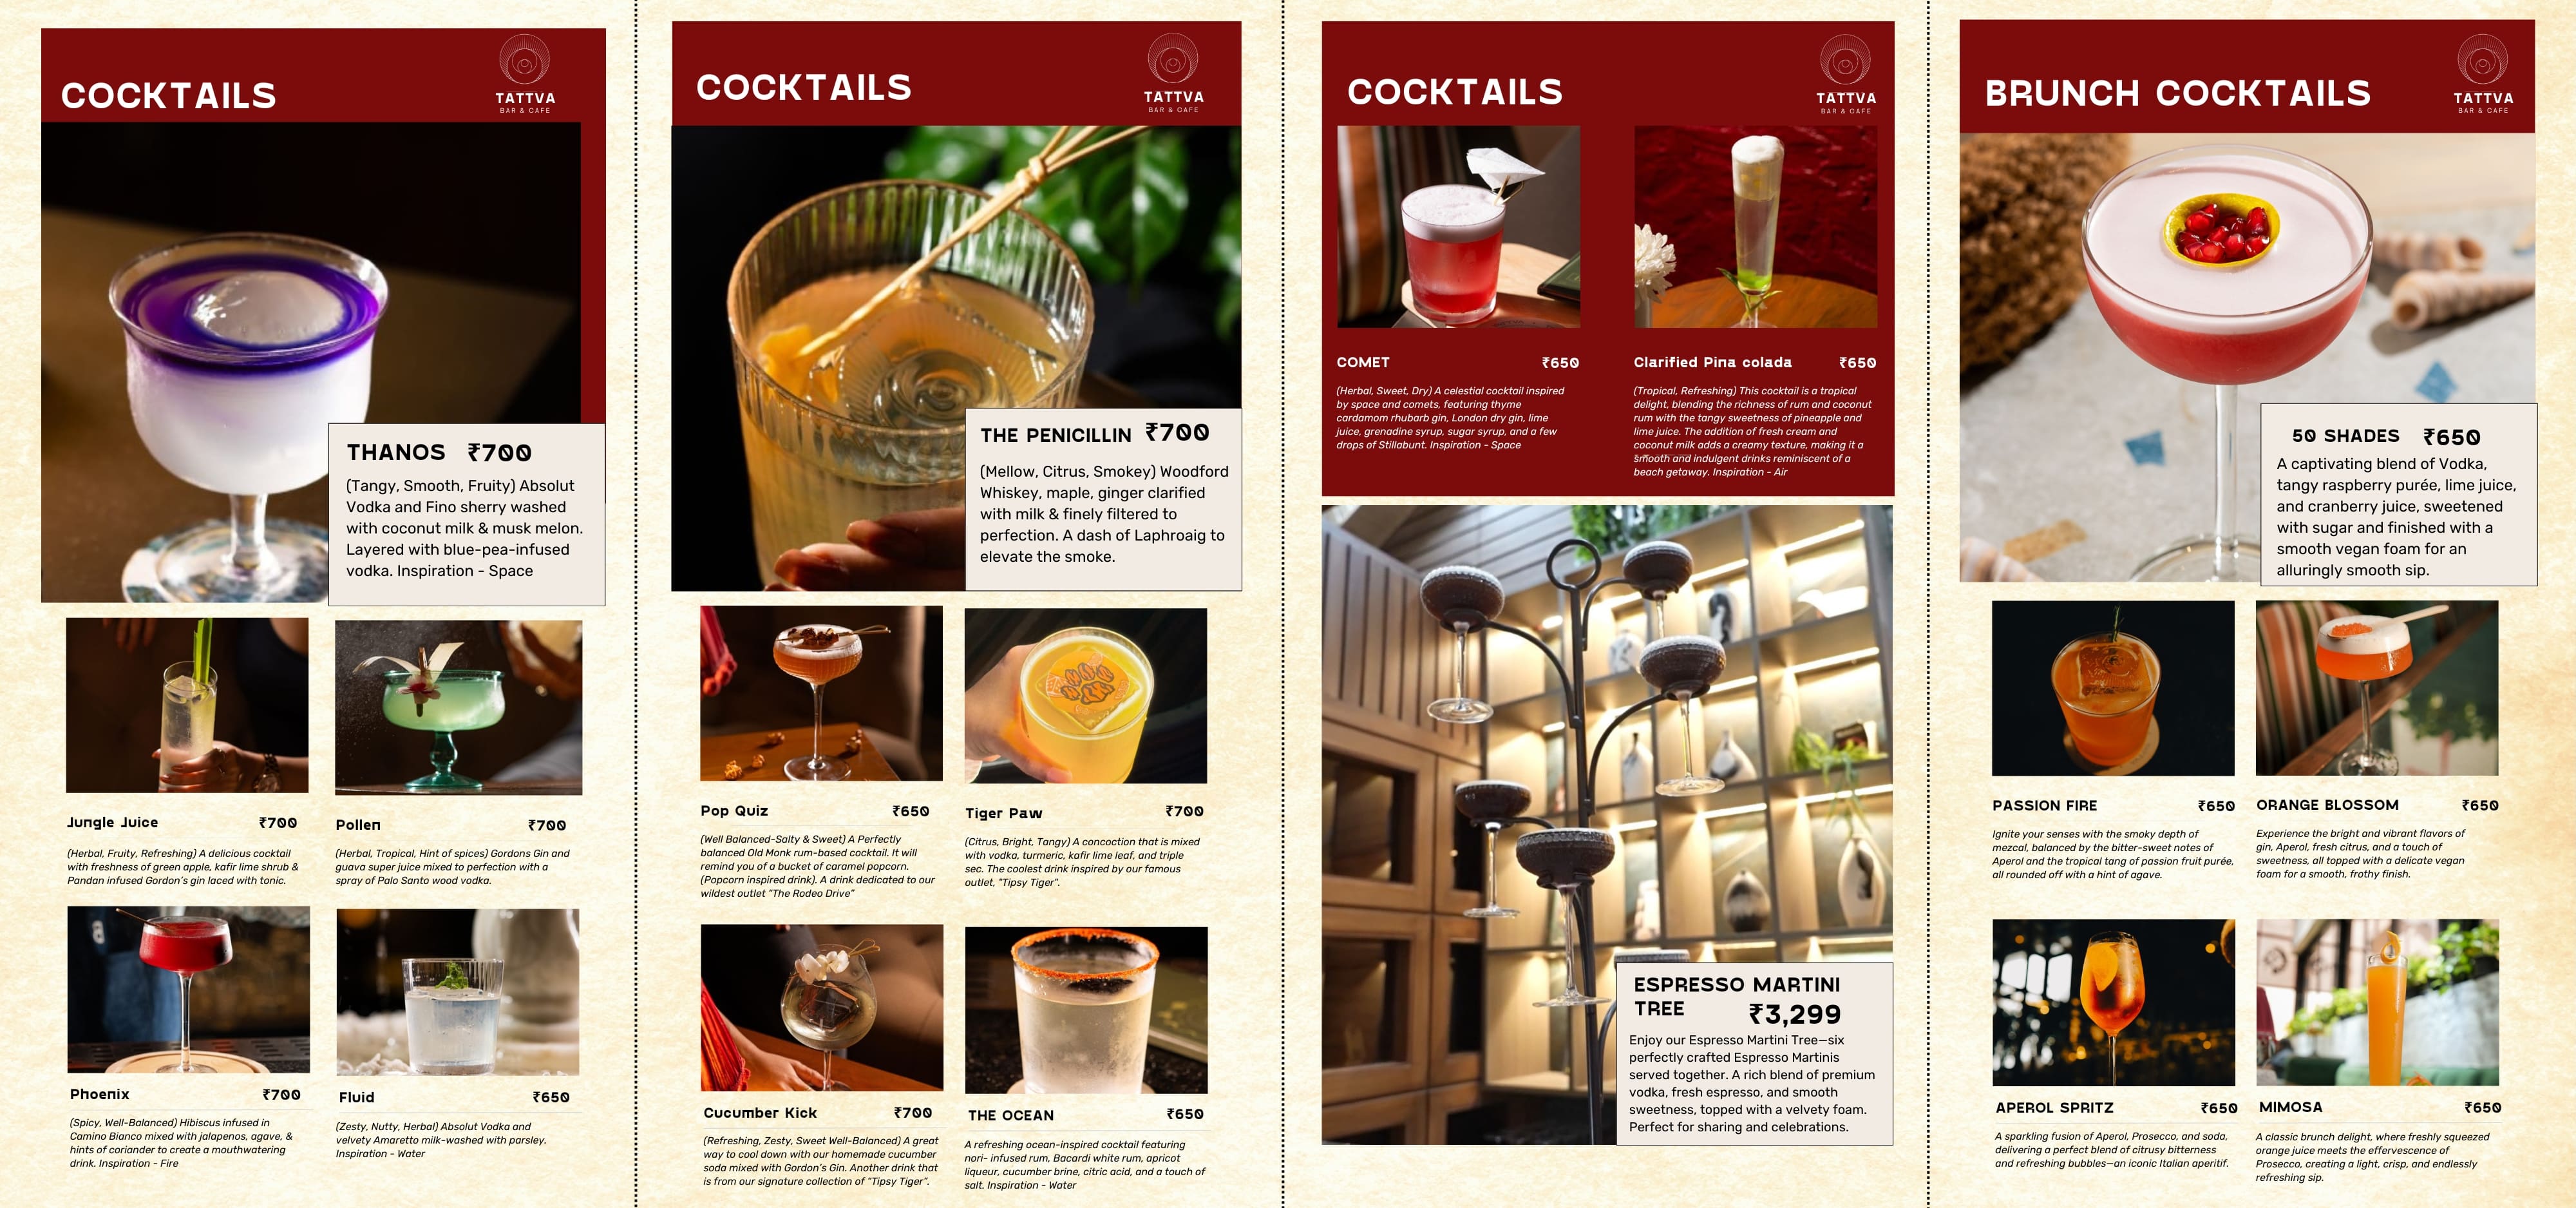 COCKTAILS
TATTVA
BAR & CAFE
THANOS ₹700
(Tangy, Smooth, Fruity) Absolut
Vodka and Fino sherry washed
with coconut milk & musk melon.
Layered with blue-pea-infused
vodka. Inspiration - Space
Jungle Juice ₹700
(Herbal, Fruity, Refreshing) A delicious cocktail
with freshness of green apple, kafir lime shrub &
Pandan infused Gordon's gin laced with tonic.
Pollen ₹700
(Herbal, Tropical, Hint of spices) Gordons Gin and
guava super juice mixed to perfection with a
spray of Palo Santo wood vodka.
Phoenix ₹700
(Spicy, Well-Balanced) Hibiscus infused in
Camino Bianco mixed with jalapenos, agave, &
hints of coriander to create a mouthwatering
drink. Inspiration - Fire
Fluid ₹650
(Zesty, Nutty, Herbal) Absolut Vodka and
velvety Amaretto milk-washed with parsley.
Inspiration - Water
COCKTAILS
TATTVA
BAR & CAFE
THE PENICILLIN ₹700
(Mellow, Citrus, Smokey) Woodford
Whiskey, maple, ginger clarified
with milk & finely filtered to
perfection. A dash of Laphroaig to
elevate the smoke.
Pop Quiz ₹650
(Well Balanced-Salty & Sweet) A Perfectly
balanced Old Monk rum-based cocktail. It will
remind you of a bucket of caramel popcorn.
(Popcorn inspired drink). A drink dedicated to our
wildest outlet "The Rodeo Drive"
Tiger Paw ₹700
(Citrus, Bright, Tangy) A concoction that is mixed
with vodka, turmeric, kafir lime leaf, and triple
sec. The coolest drink inspired by our famous
outlet, "Tipsy Tiger".
Cucumber Kick ₹700
(Refreshing, Zesty, Sweet Well-Balanced) A great
way to cool down with our homemade cucumber
soda mixed with Gordon's Gin. Another drink that
is from our signature collection of "Tipsy Tiger".
THE OCEAN ₹650
A refreshing ocean-inspired cocktail featuring
nori- infused rum, Bacardi white rum, apricot
liqueur, cucumber brine, citric acid, and a touch of
salt. Inspiration - Water
COCKTAILS
TATTVA
BAR & CAFE
COMET ₹650
(Herbal, Sweet, Dry) A celestial cocktail inspired
by space and comets, featuring thyme
cardamom rhubarb gin, London dry gin, lime
juice, grenadine syrup, sugar syrup, and a few
drops of Stillabunt. Inspiration - Space
Clarified Pina colada ₹650
(Tropical, Refreshing) This cocktail is a tropical
delight, blending the richness of rum and coconut
rum with the tangy sweetness of pineapple and
lime juice. The addition of fresh cream and
coconut milk adds a creamy texture, making it a
smooth and indulgent drinks reminiscent of a
beach getaway. Inspiration - Air
ESPRESSO MARTINI
TREE ₹3,299
Enjoy our Espresso Martini Tree—six
perfectly crafted Espresso Martinis
served together. A rich blend of premium
vodka, fresh espresso, and smooth
sweetness, topped with a velvety foam.
Perfect for sharing and celebrations.
BRUNCH COCKTAILS
TATTVA
BAR & CAFE
50 SHADES ₹650
A captivating blend of Vodka,
tangy raspberry purée, lime juice,
and cranberry juice, sweetened
with sugar and finished with a
smooth vegan foam for an
alluringly smooth sip.
PASSION FIRE ₹650
Ignite your senses with the smoky depth of
mezcal, balanced by the bitter-sweet notes of
Aperol and the tropical tang of passion fruit purée,
all rounded off with a hint of agave.
ORANGE BLOSSOM ₹650
Experience the bright and vibrant flavors of
gin, Aperol, fresh citrus, and a touch of
sweetness, all topped with a delicate vegan
foam for a smooth, frothy finish.
APEROL SPRITZ ₹650
A sparkling fusion of Aperol, Prosecco, and soda,
delivering a perfect blend of citrusy bitterness
and refreshing bubbles—an iconic Italian aperitif.
MIMOSA ₹650
A classic brunch delight, where freshly squeezed
orange juice meets the effervescence of
Prosecco, creating a light, crisp, and endlessly
refreshing sip.